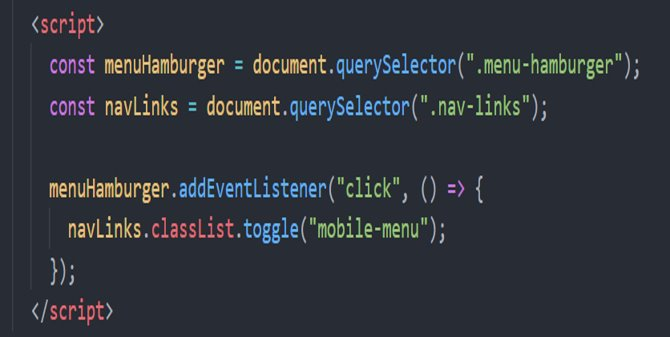 <script>
const menuHamburger = document.querySelector(".menu-hamburger");
const navLinks = document.querySelector(".nav-links");
menuHamburger.addEventListener("click", () => {
navLinks.classList.toggle("mobile-menu");
});
</script>